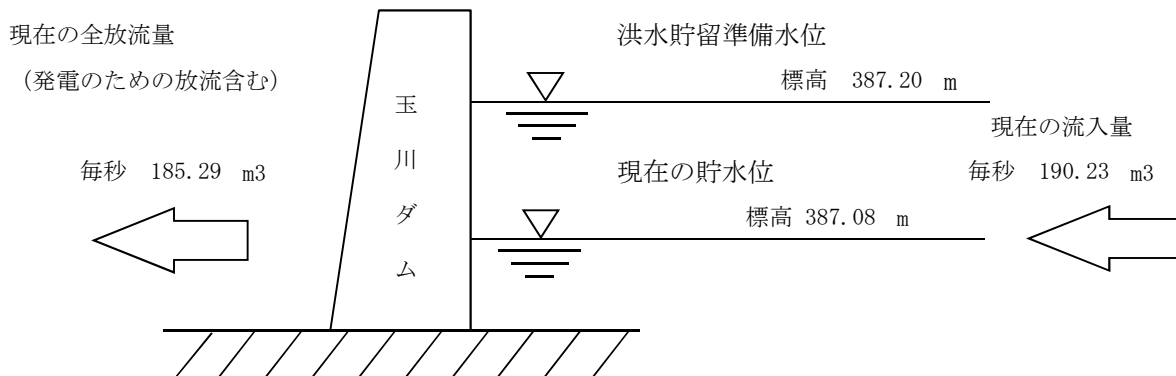 現在の全放流量
（発電のための放流含む）
毎秒 185.29 m3
玉川ダム
洪水貯留準備水位
標高 387.20 m
現在の貯水位
標高 387.08 m
現在の流入量
毎秒 190.23 m3